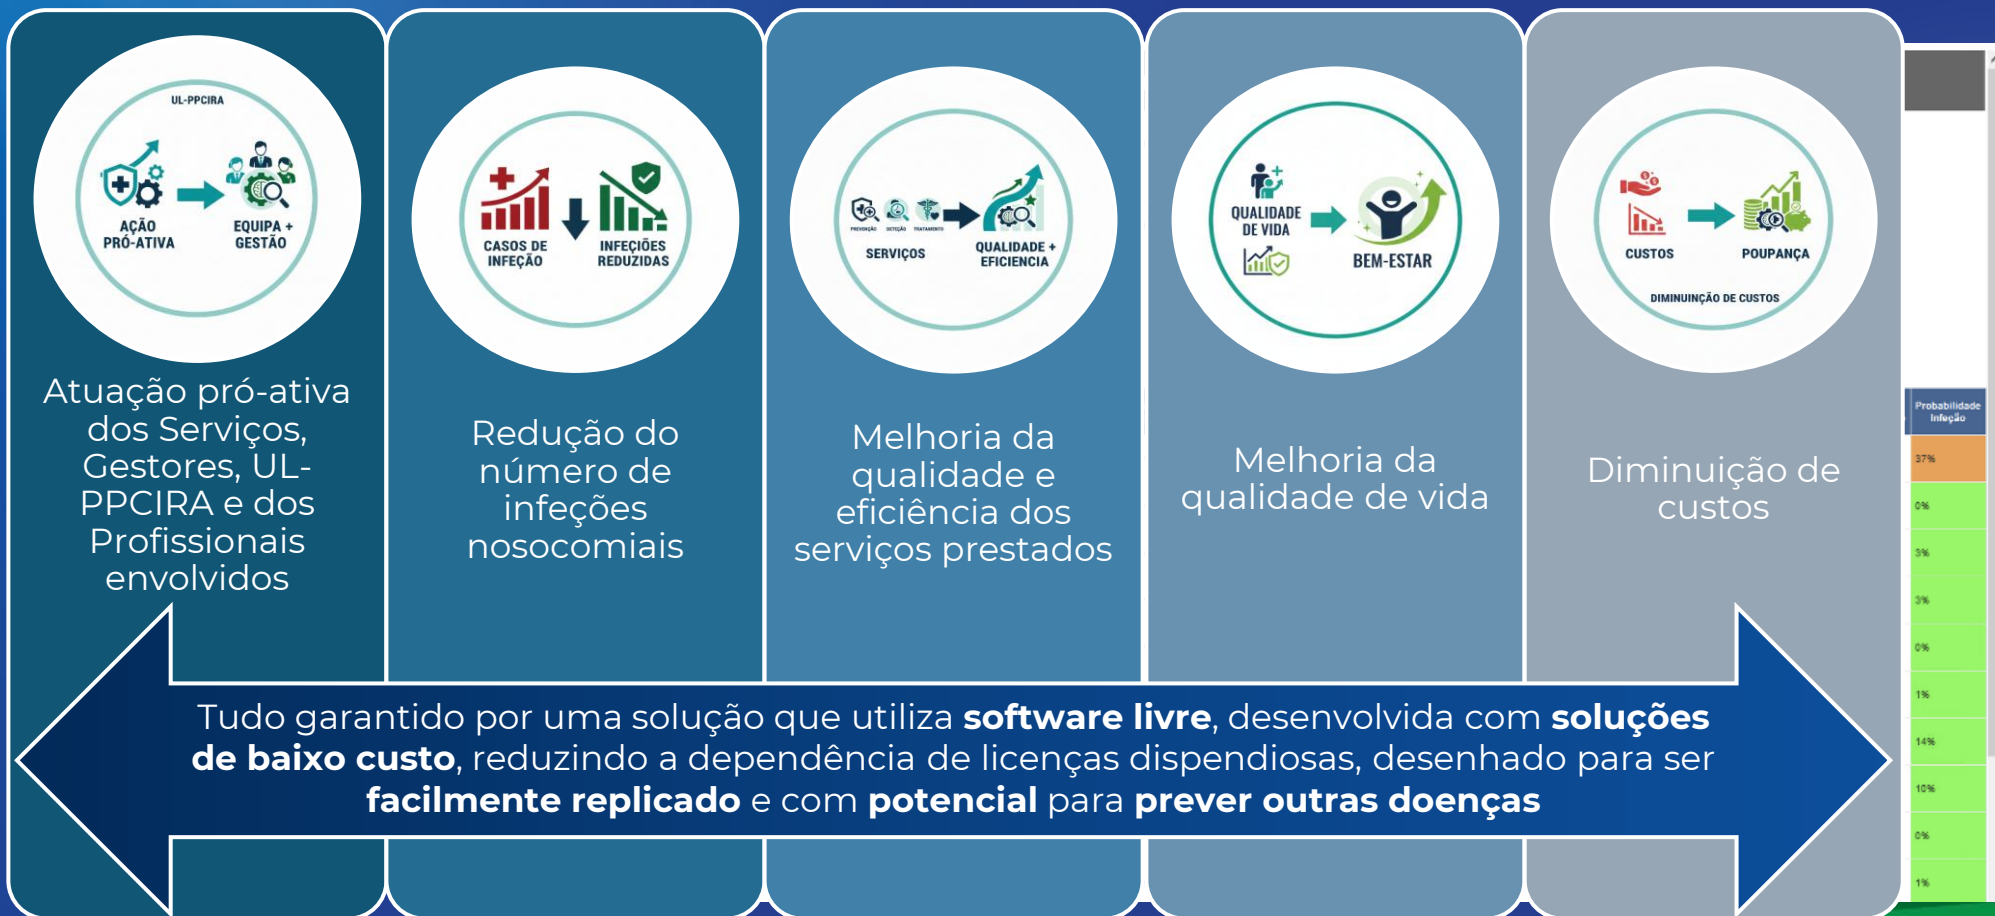 UL-PPCIRA
AÇÃO
PRÓ-ATIVA
EQUIPA +
GESTÃO
Atuação pró-ativa
dos Serviços,
Gestores, UL-
PPCIRA e dos
Profissionais
envolvidos
CASOS DE
INFEÇÃO
INFEÇIÕES
REDUZIDAS
Redução do
número de
infeções
nosocomiais
PREVENÇÃO
DETEÇÃO
TRATAMENTO
SERVIÇOS
QUALIDADE +
EFICIENCIA
Melhoria da
qualidade e
eficiência dos
serviços prestados
QUALIDADE
DE VIDA
BEM-ESTAR
Melhoria da
qualidade de vida
CUSTOS
POUPANÇA
DIMINUINÇÃO DE CUSTOS
Diminuição de
custos
Tudo garantido por uma solução que utiliza software livre, desenvolvida com soluções
de baixo custo, reduzindo a dependência de licenças dispendiosas, desenhado para ser
facilmente replicado e com potencial para prever outras doenças
Probabilidade
Infeção
37%
0%
3%
3%
0%
1%
14%
10%
0%
1%